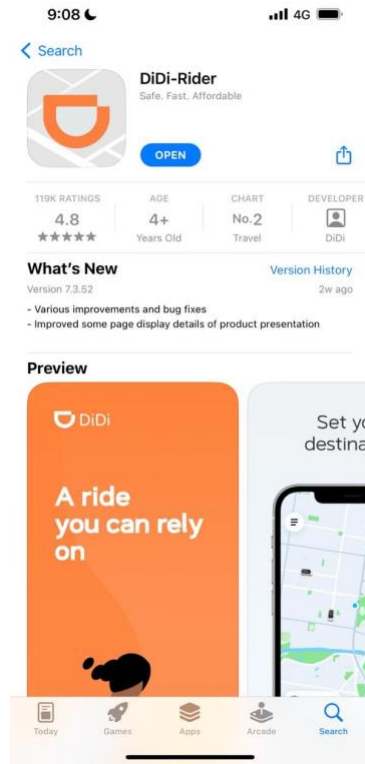 9:08
4G
Search
DiDi-Rider
Safe. Fast. Affordable
OPEN
119K RATINGS
4.8
★★★★★
AGE
4+
Years Old
CHART
No.2
Travel
DEVELOPER
DiDi
What's New
Version History
Version 7.3.52
2w ago
- Various improvements and bug fixes
- Improved some page display details of product presentation
Preview
DiDi
A ride
you can rely
on
Set yo
destina
Today
Games
Apps
Arcade
Search